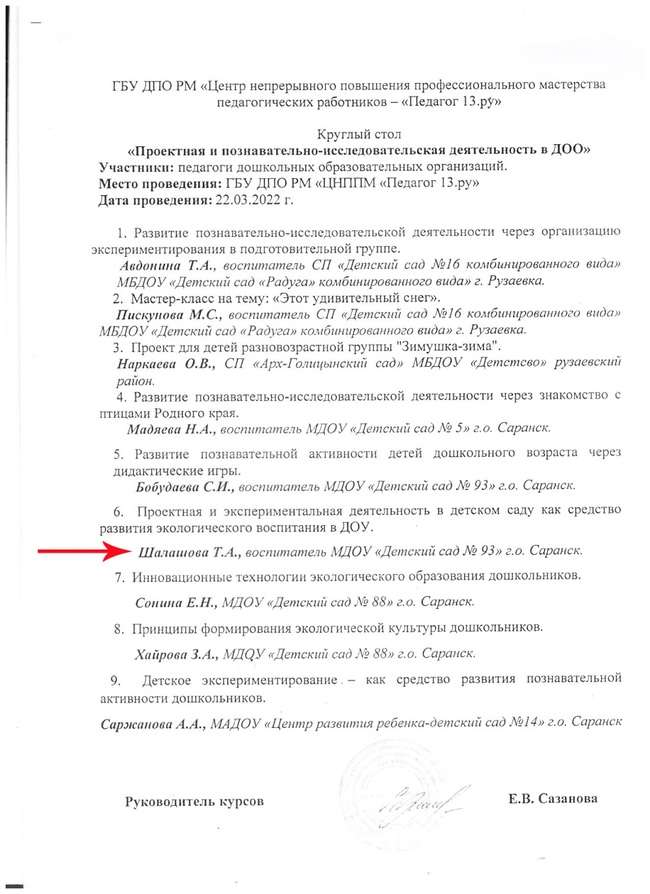 ГБУ ДПО РМ «Центр непрерывного повышения профессионального мастерства
педагогических работников – «Педагог 13.ру»
Круглый стол
«Проектная и познавательно-исследовательская деятельность в ДОО»
Участники: педагоги дошкольных образовательных организаций.
Место проведения: ГБУ ДПО РМ «ЦНППМ «Педагог 13.ру»
Дата проведения: 22.03.2022 г.
1. Развитие познавательно-исследовательской деятельности через организацию
экспериментирования в подготовительной группе.
Авдонина Т.А., воспитатель СП «Детский сад №16 комбинированного вида»
МБДОУ «Детский сад «Радуга» комбинированного вида» г. Рузаевка.
2. Мастер-класс на тему: «Этот удивительный снег».
Пискунова М.С., воспитатель СП «Детский сад №16 комбинированного вида»
МБДОУ «Детский сад «Радуга» комбинированного вида» г. Рузаевка.
3. Проект для детей разновозрастной группы "Зимушка-зима".
Наркаева О.В., СП «Арх-Голицынский сад» МБДОУ «Детстсво» рузаевский
район.
4. Развитие познавательно-исследовательской деятельности через знакомство с
птицами Родного края.
Мадяева Н.А., воспитатель МДОУ «Детский сад № 5» г.о. Саранск.
5. Развитие познавательной активности детей дошкольного возраста через
дидактические игры.
Бобудаева С.И., воспитатель МДОУ «Детский сад № 93» г.о. Саранск.
6. Проектная и экспериментальная деятельность в детском саду как средство
развития экологического воспитания в ДОУ.
Шалашова Т.А., воспитатель МДОУ «Детский сад № 93» г.о. Саранск.
7. Инновационные технологии экологического образования дошкольников.
Сонина Е.Н., МДОУ «Детский сад № 88» г.о. Саранск.
8. Принципы формирования экологической культуры дошкольников.
Хайрова З.А., МДОУ «Детский сад № 88» г.о. Саранск.
9. Детское экспериментирование – как средство развития познавательной
активности дошкольников.
Саржанова А.А., МАДОУ «Центр развития ребенка-детский сад №14» г.о. Саранск
Руководитель курсов
Е.В. Сазанова